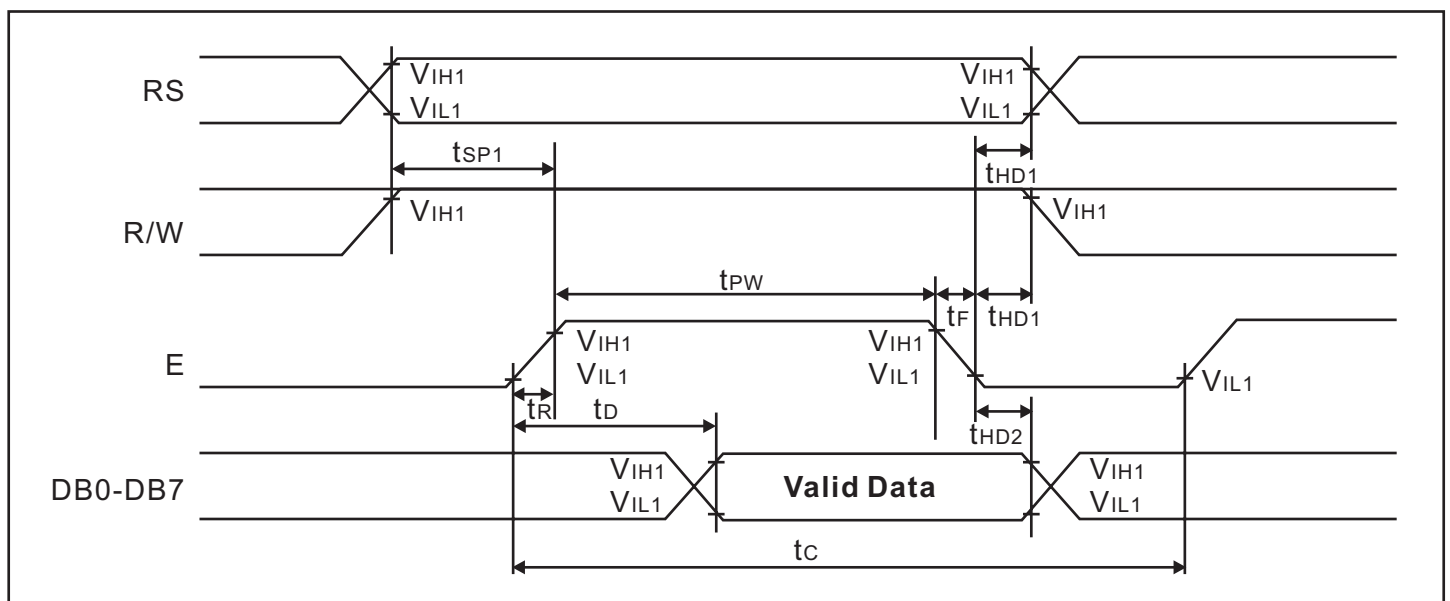 RS
VIH1
VIL1
VIH1
VIL1
tSP1
tHD1
R/W
VIH1
VIH1
tPW
tF
tHD1
E
VIH1
VIL1
VIH1
VIL1
VIL1
tR
tD
tHD2
DB0-DB7
VIH1
VIL1
Valid Data
VIH1
VIL1
tC